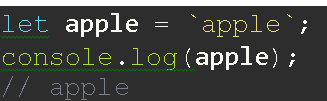 let apple = `apple`;
console.log(apple);
// apple